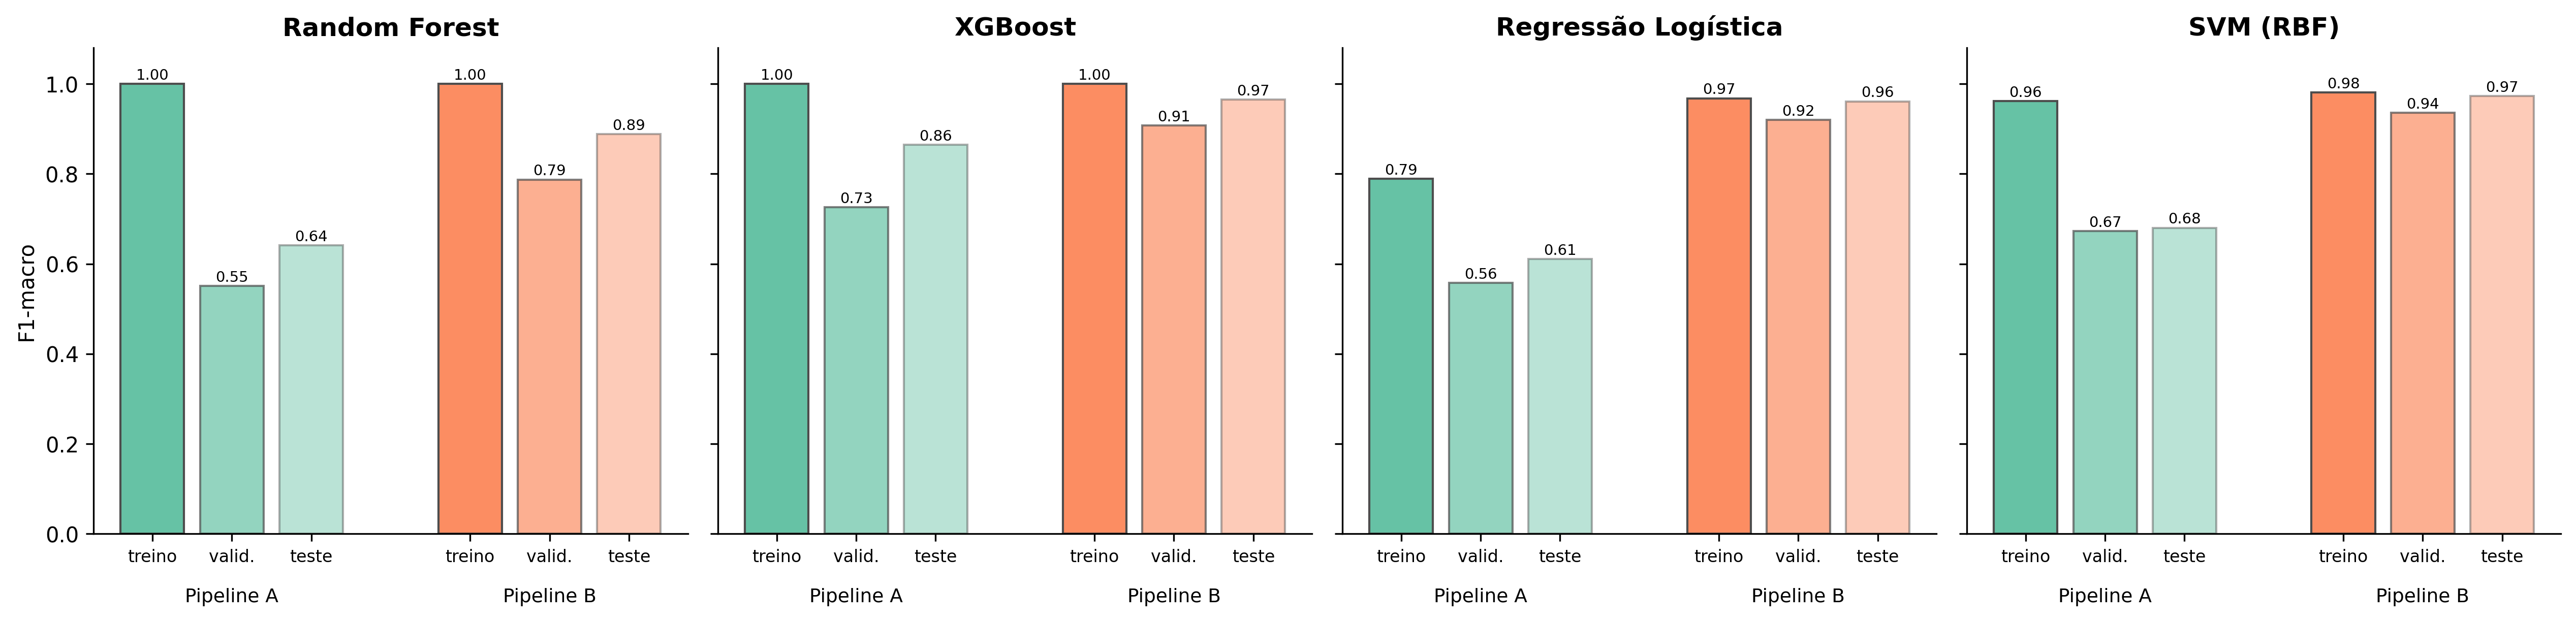 Random Forest
XGBoost
Regressão Logística
SVM (RBF)
F1-macro
1.0
0.8
0.6
0.4
0.2
0.0
1.00
0.55
0.64
1.00
0.79
0.89
treino valid. teste treino valid. teste
Pipeline A Pipeline B
1.00
0.73
0.86
1.00
0.91
0.97
treino valid. teste treino valid. teste
Pipeline A Pipeline B
0.79
0.56
0.61
0.97
0.92
0.96
treino valid. teste treino valid. teste
Pipeline A Pipeline B
0.96
0.67
0.68
0.98
0.94
0.97
treino valid. teste treino valid. teste
Pipeline A Pipeline B